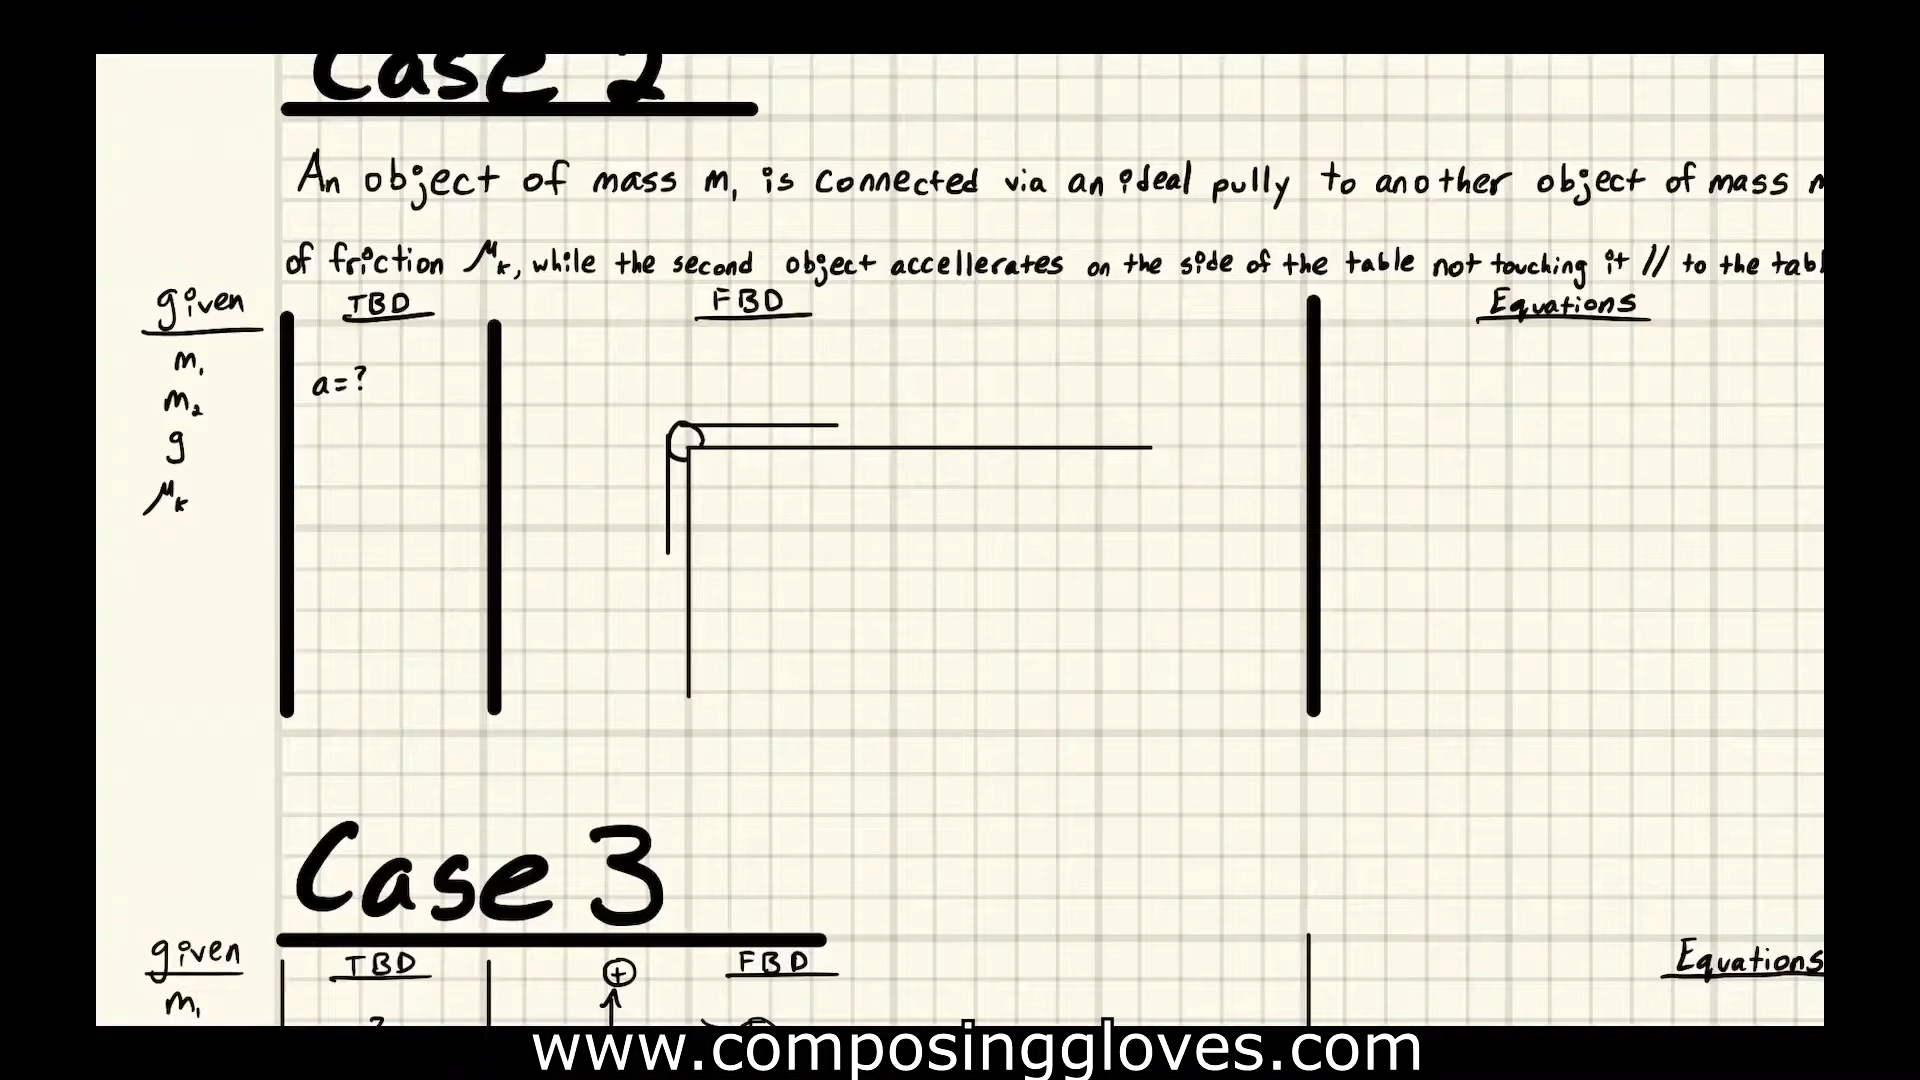 Case 2
An object of mass m₁ is connected via an ideal pully to another object of mass
of friction μₖ, while the second object accellerates on the side of the table not touching it // to the
given
TBD
FBD
Equations
m₁
m₂
g
μₖ
a=?
Case 3
given
TBD
+
FBD
Equations
m₁
?
www.composinggloves.com